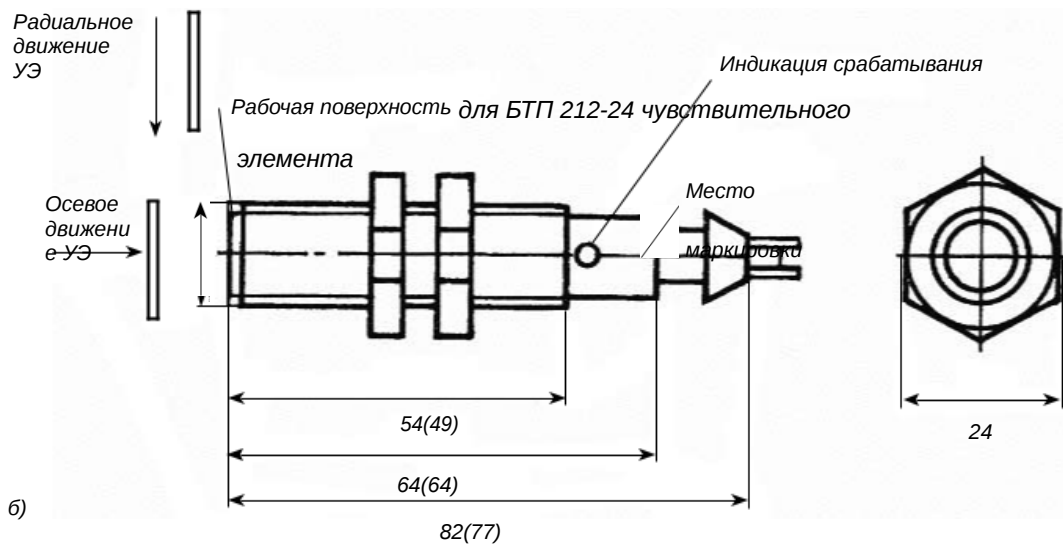 Радиальное
движение
УЭ
Индикация срабатывания
Рабочая поверхность для БТП 212-24 чувствительного
элемента
Осевое
движени
е УЭ
Место
маркировки
54(49)
24
64(64)
б)
82(77)